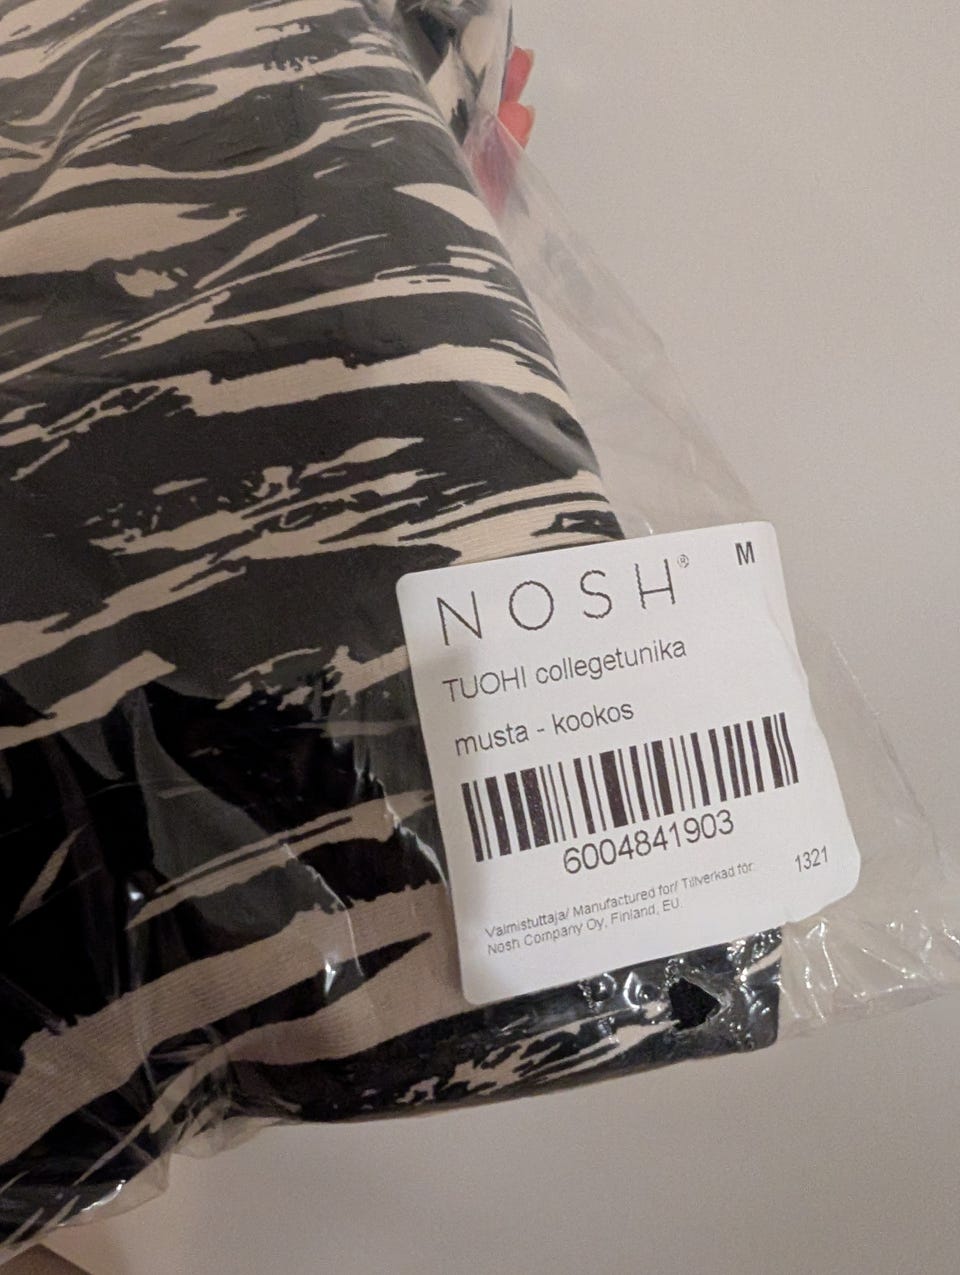 NOSH® M
TUOHI collegetunika
musta - kookos
6004841903
1321
Valmistuttaja/ Manufactured for/ Tillverkad för:
Nosh Company Oy, Finland, EU.